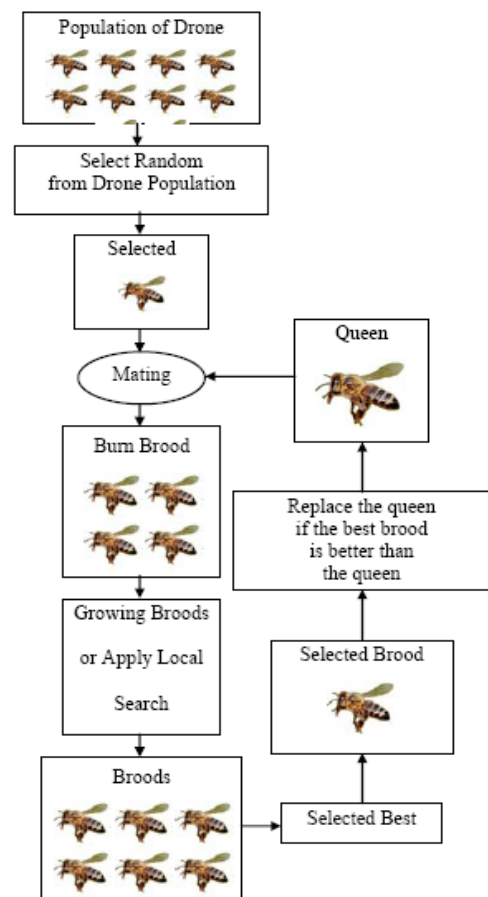 Population of Drone
Select Random
from Drone Population
Selected
Mating
Burn Brood
Growing Broods
or Apply Local
Search
Broods
Selected Best
Selected Brood
Replace the queen
if the best brood
is better than
the queen
Queen